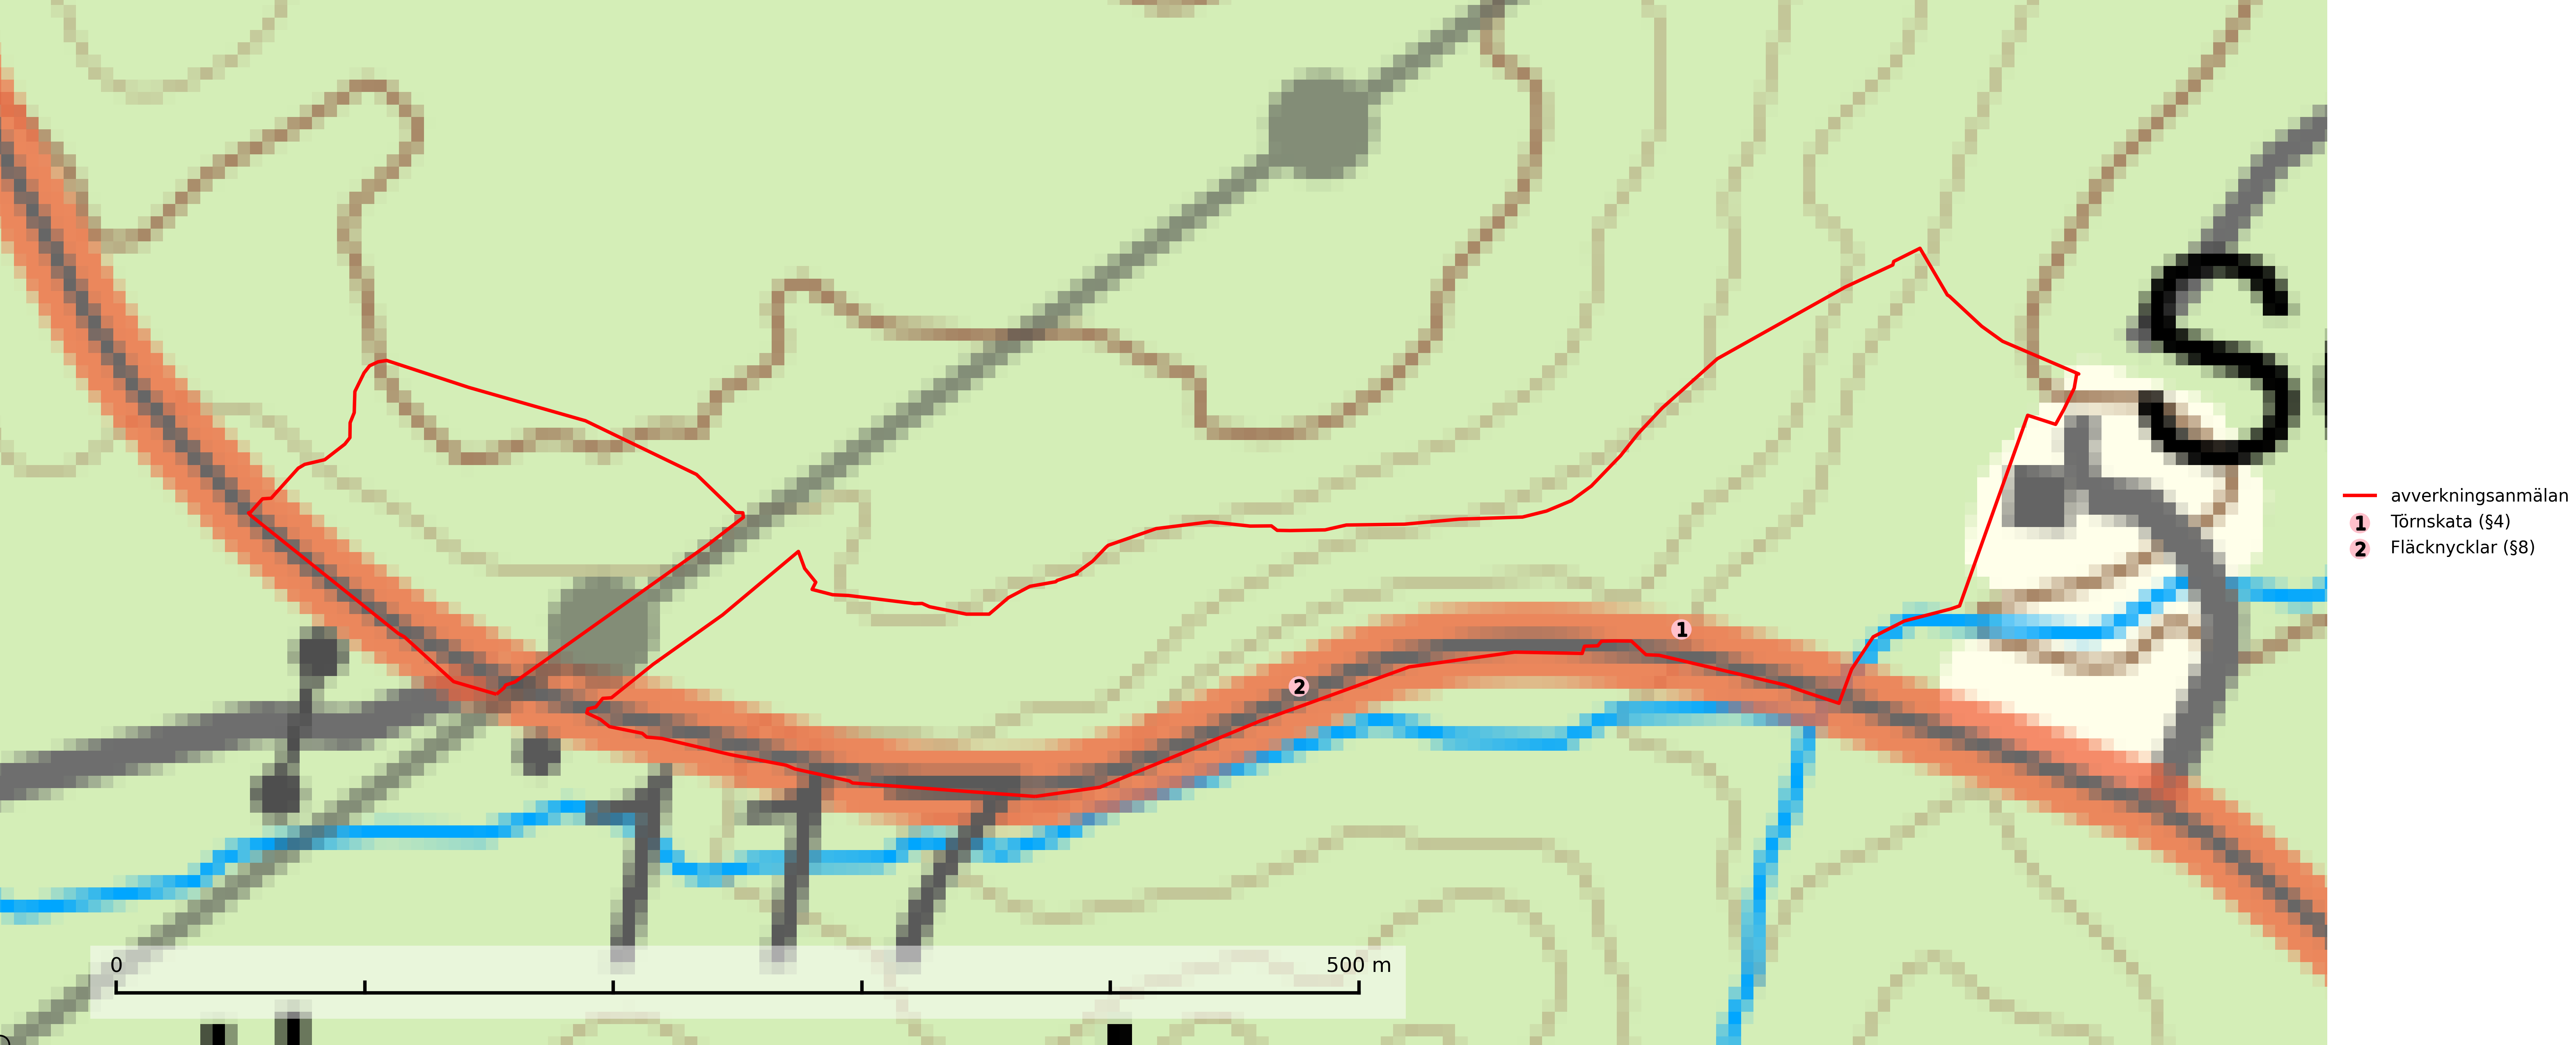 S
avverkningsanmälan
1 Törnskata (§4)
2 Fläcknycklar (§8)
1
2
0 500 m